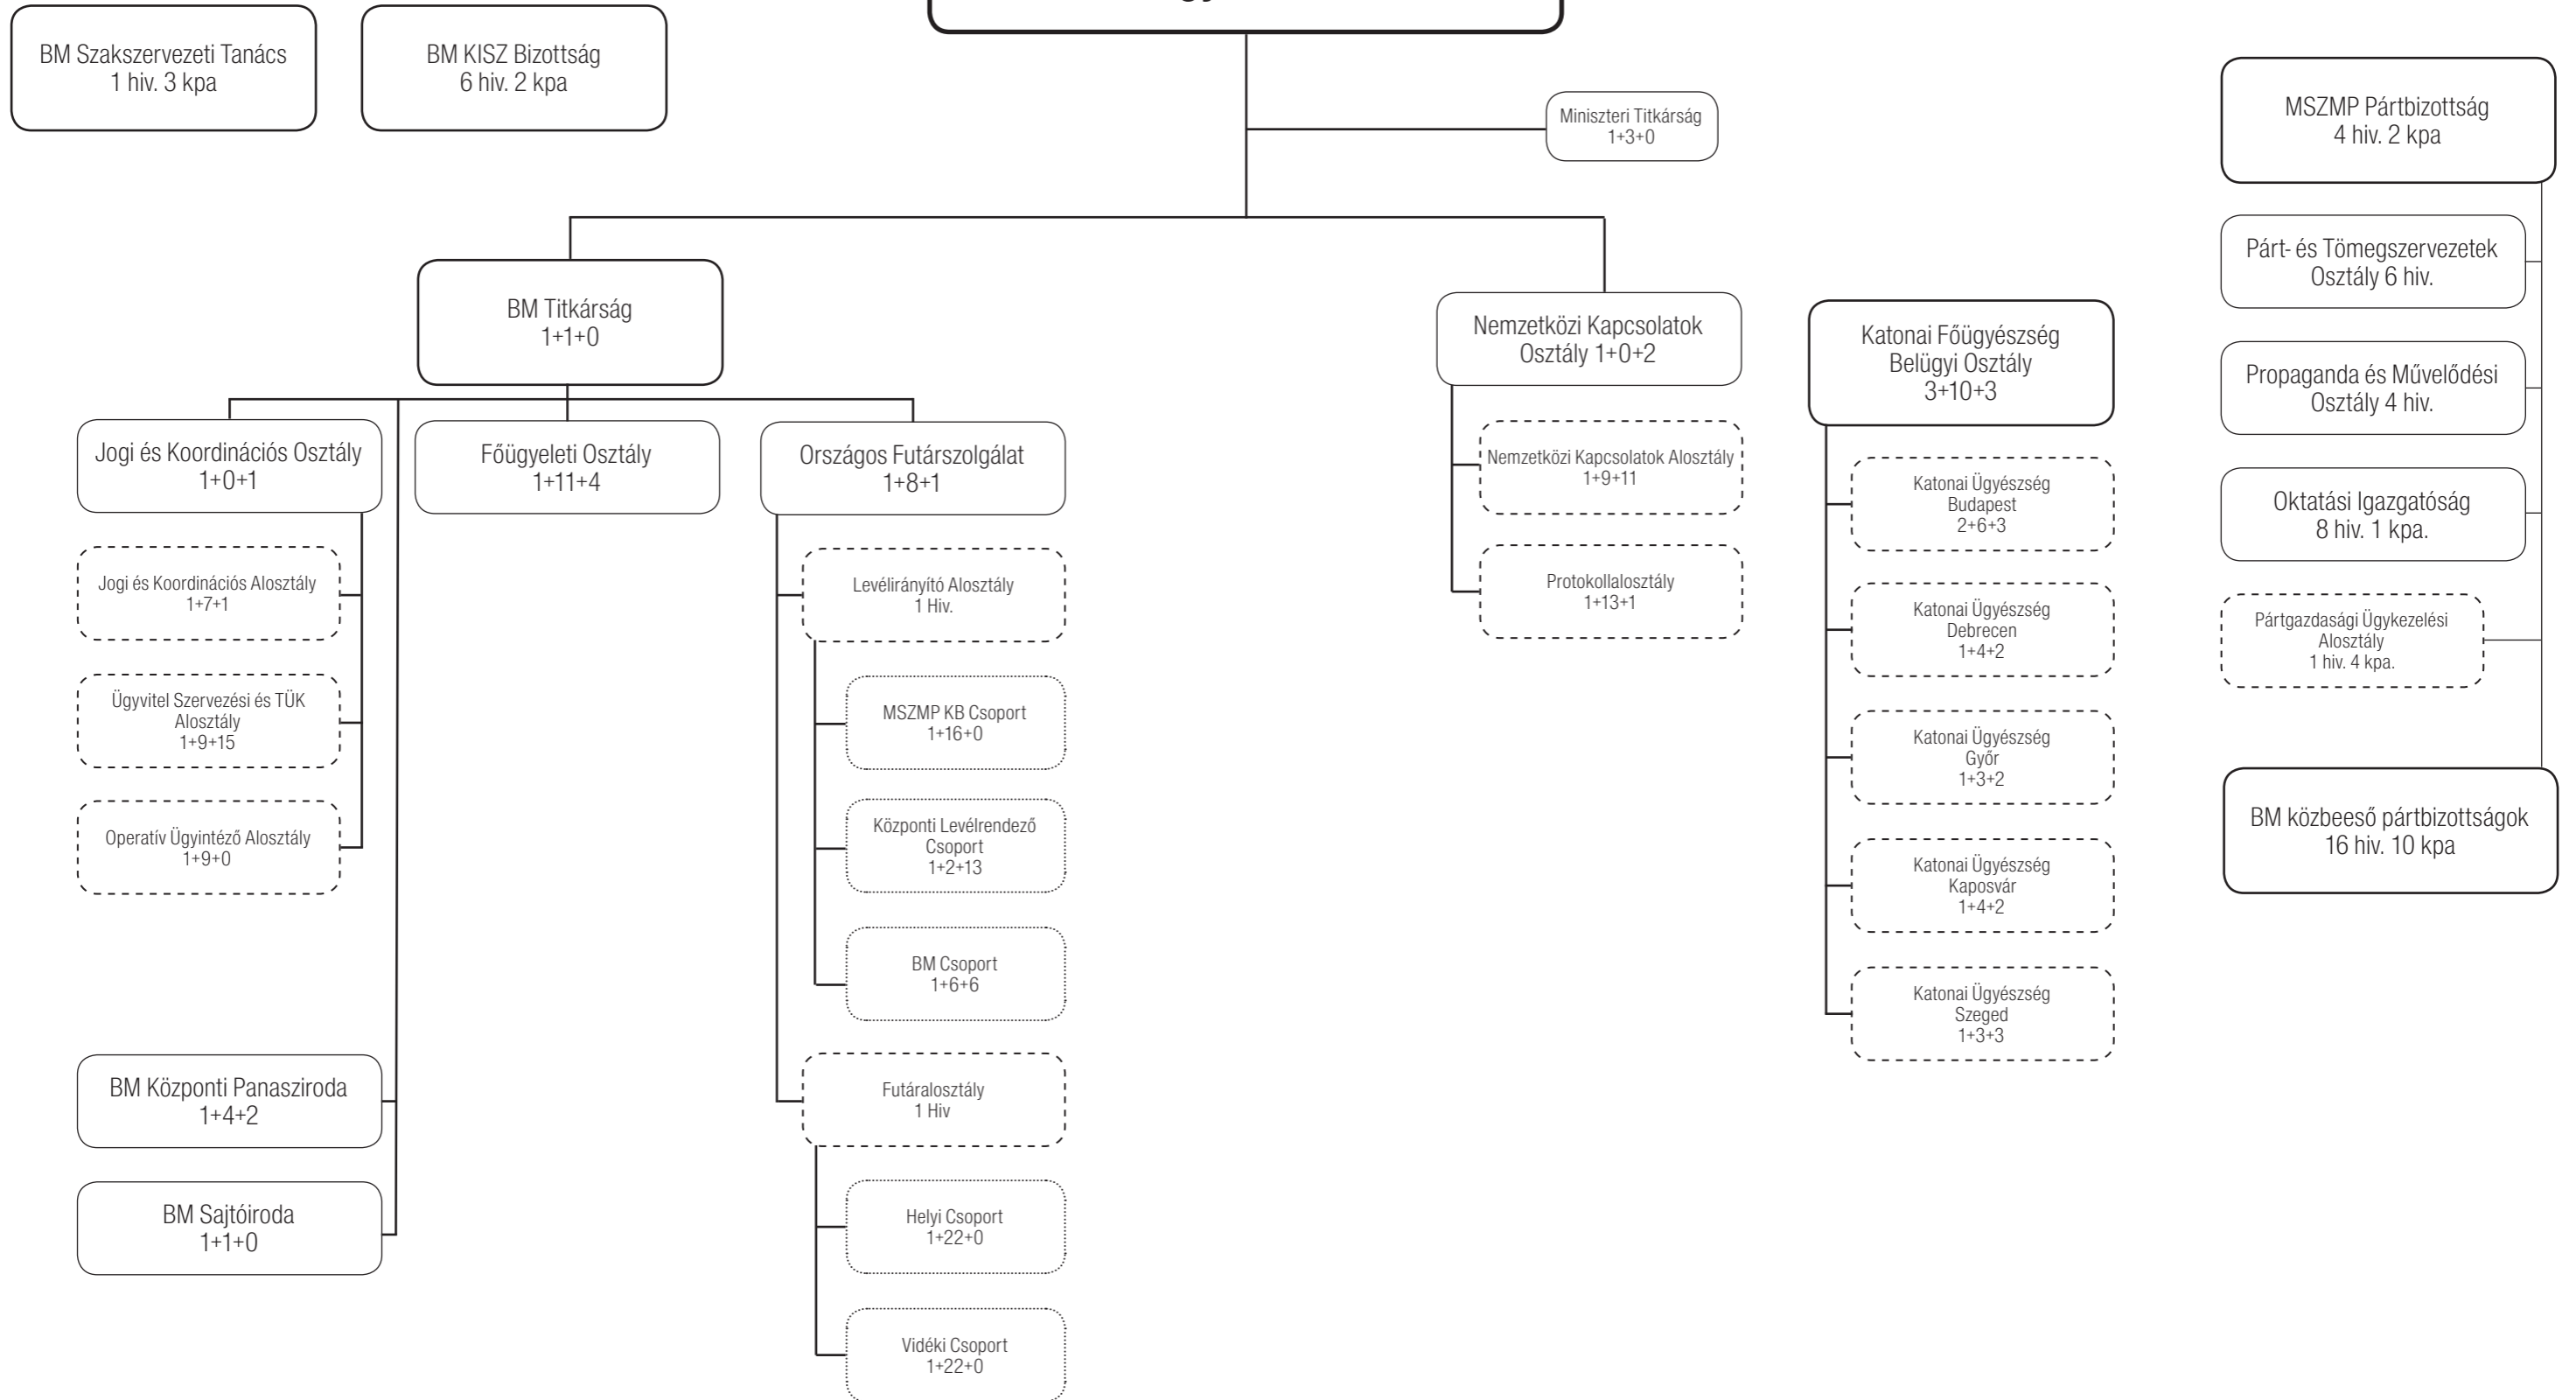 BM Szakszervezeti Tanács
1 hiv. 3 kpa
BM KISZ Bizottság
6 hiv. 2 kpa
Miniszteri Titkárság
1+3+0
MSZMP Pártbizottság
4 hiv. 2 kpa
Párt- és Tömegszervezetek
Osztály 6 hiv.
Propaganda és Művelődési
Osztály 4 hiv.
Oktatási Igazgatóság
8 hiv. 1 kpa.
Pártgazdasági Ügykezelési
Alosztály
1 hiv. 4 kpa.
BM közbeeső pártbizottságok
16 hiv. 10 kpa
BM Titkárság
1+1+0
Jogi és Koordinációs Osztály
1+0+1
Jogi és Koordinációs Alosztály
1+7+1
Ügyvitel Szervezési és TÜK
Alosztály
1+9+15
Operatív Ügyintéző Alosztály
1+9+0
BM Központi Panasziroda
1+4+2
BM Sajtóiroda
1+1+0
Főügyeleti Osztály
1+11+4
Országos Futárszolgálat
1+8+1
Levélirányító Alosztály
1 Hiv.
MSZMP KB Csoport
1+16+0
Központi Levélrendező
Csoport
1+2+13
BM Csoport
1+6+6
Futáralosztály
1 Hiv
Helyi Csoport
1+22+0
Vidéki Csoport
1+22+0
Nemzetközi Kapcsolatok
Osztály 1+0+2
Nemzetközi Kapcsolatok Alosztály
1+9+11
Protokollalosztály
1+13+1
Katonai Főügyészség
Belügyi Osztály
3+10+3
Katonai Ügyészség
Budapest
2+6+3
Katonai Ügyészség
Debrecen
1+4+2
Katonai Ügyészség
Győr
1+3+2
Katonai Ügyészség
Kaposvár
1+4+2
Katonai Ügyészség
Szeged
1+3+3